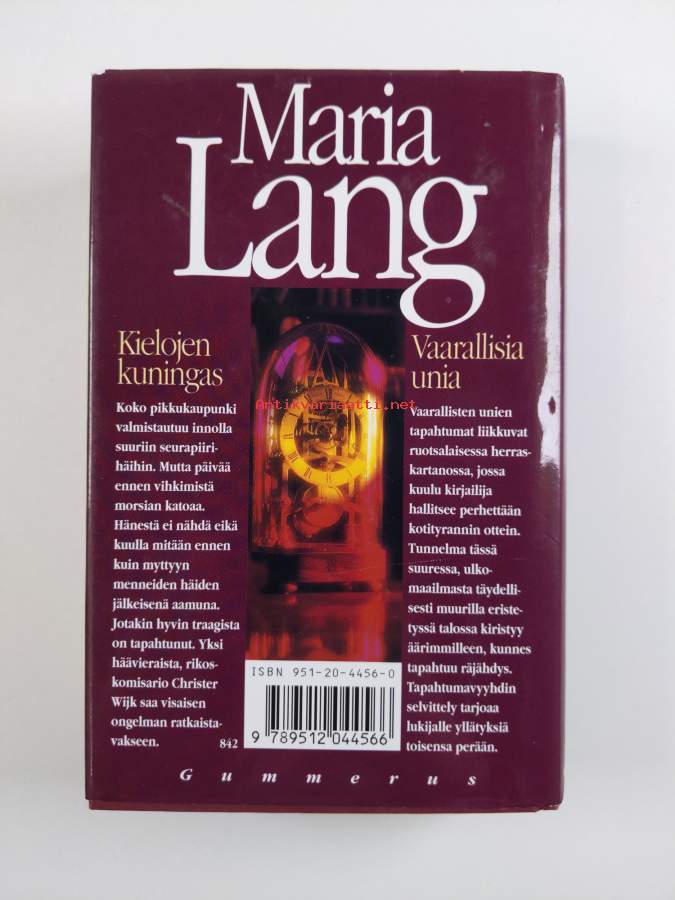 Maria
Lang
Kielojen
kuningas
Koko pikkukaupunki
valmistautuu innolla
suuriin seurapiiri-
häihin. Mutta päivää
ennen vihkimistä
morsian katoaa.
Hänestä ei nähdä eikä
kuulla mitään ennen
kuin myttyyn
menneiden häiden
jälkeisenä aamuna.
Jotakin hyvin traagista
on tapahtunut. Yksi
häävieraista, rikos-
komisario Christer
Wijk saa visaisen
ongelman ratkaista-
vakseen.
842
Antikvariaatti.net
Vaarallisia
unia
Vaarallisten unien
tapahtumat liikkuvat
ruotsalaisessa herras-
kartanossa, jossa
kuulu kirjailija
hallitsee perhettään
kotityrannin ottein.
Tunnelma tässä
suuressa, ulko-
maailmasta täydelli-
sesti muurilla eriste-
tyssä talossa kiristyy
äärimmilleen, kunnes
tapahtuu räjähdys.
Tapahtumavyyhdin
selvittely tarjoaa
lukijalle yllätyksiä
toisensa perään.
ISBN 951-20-4456-0
9 789512 044566
Gummerus